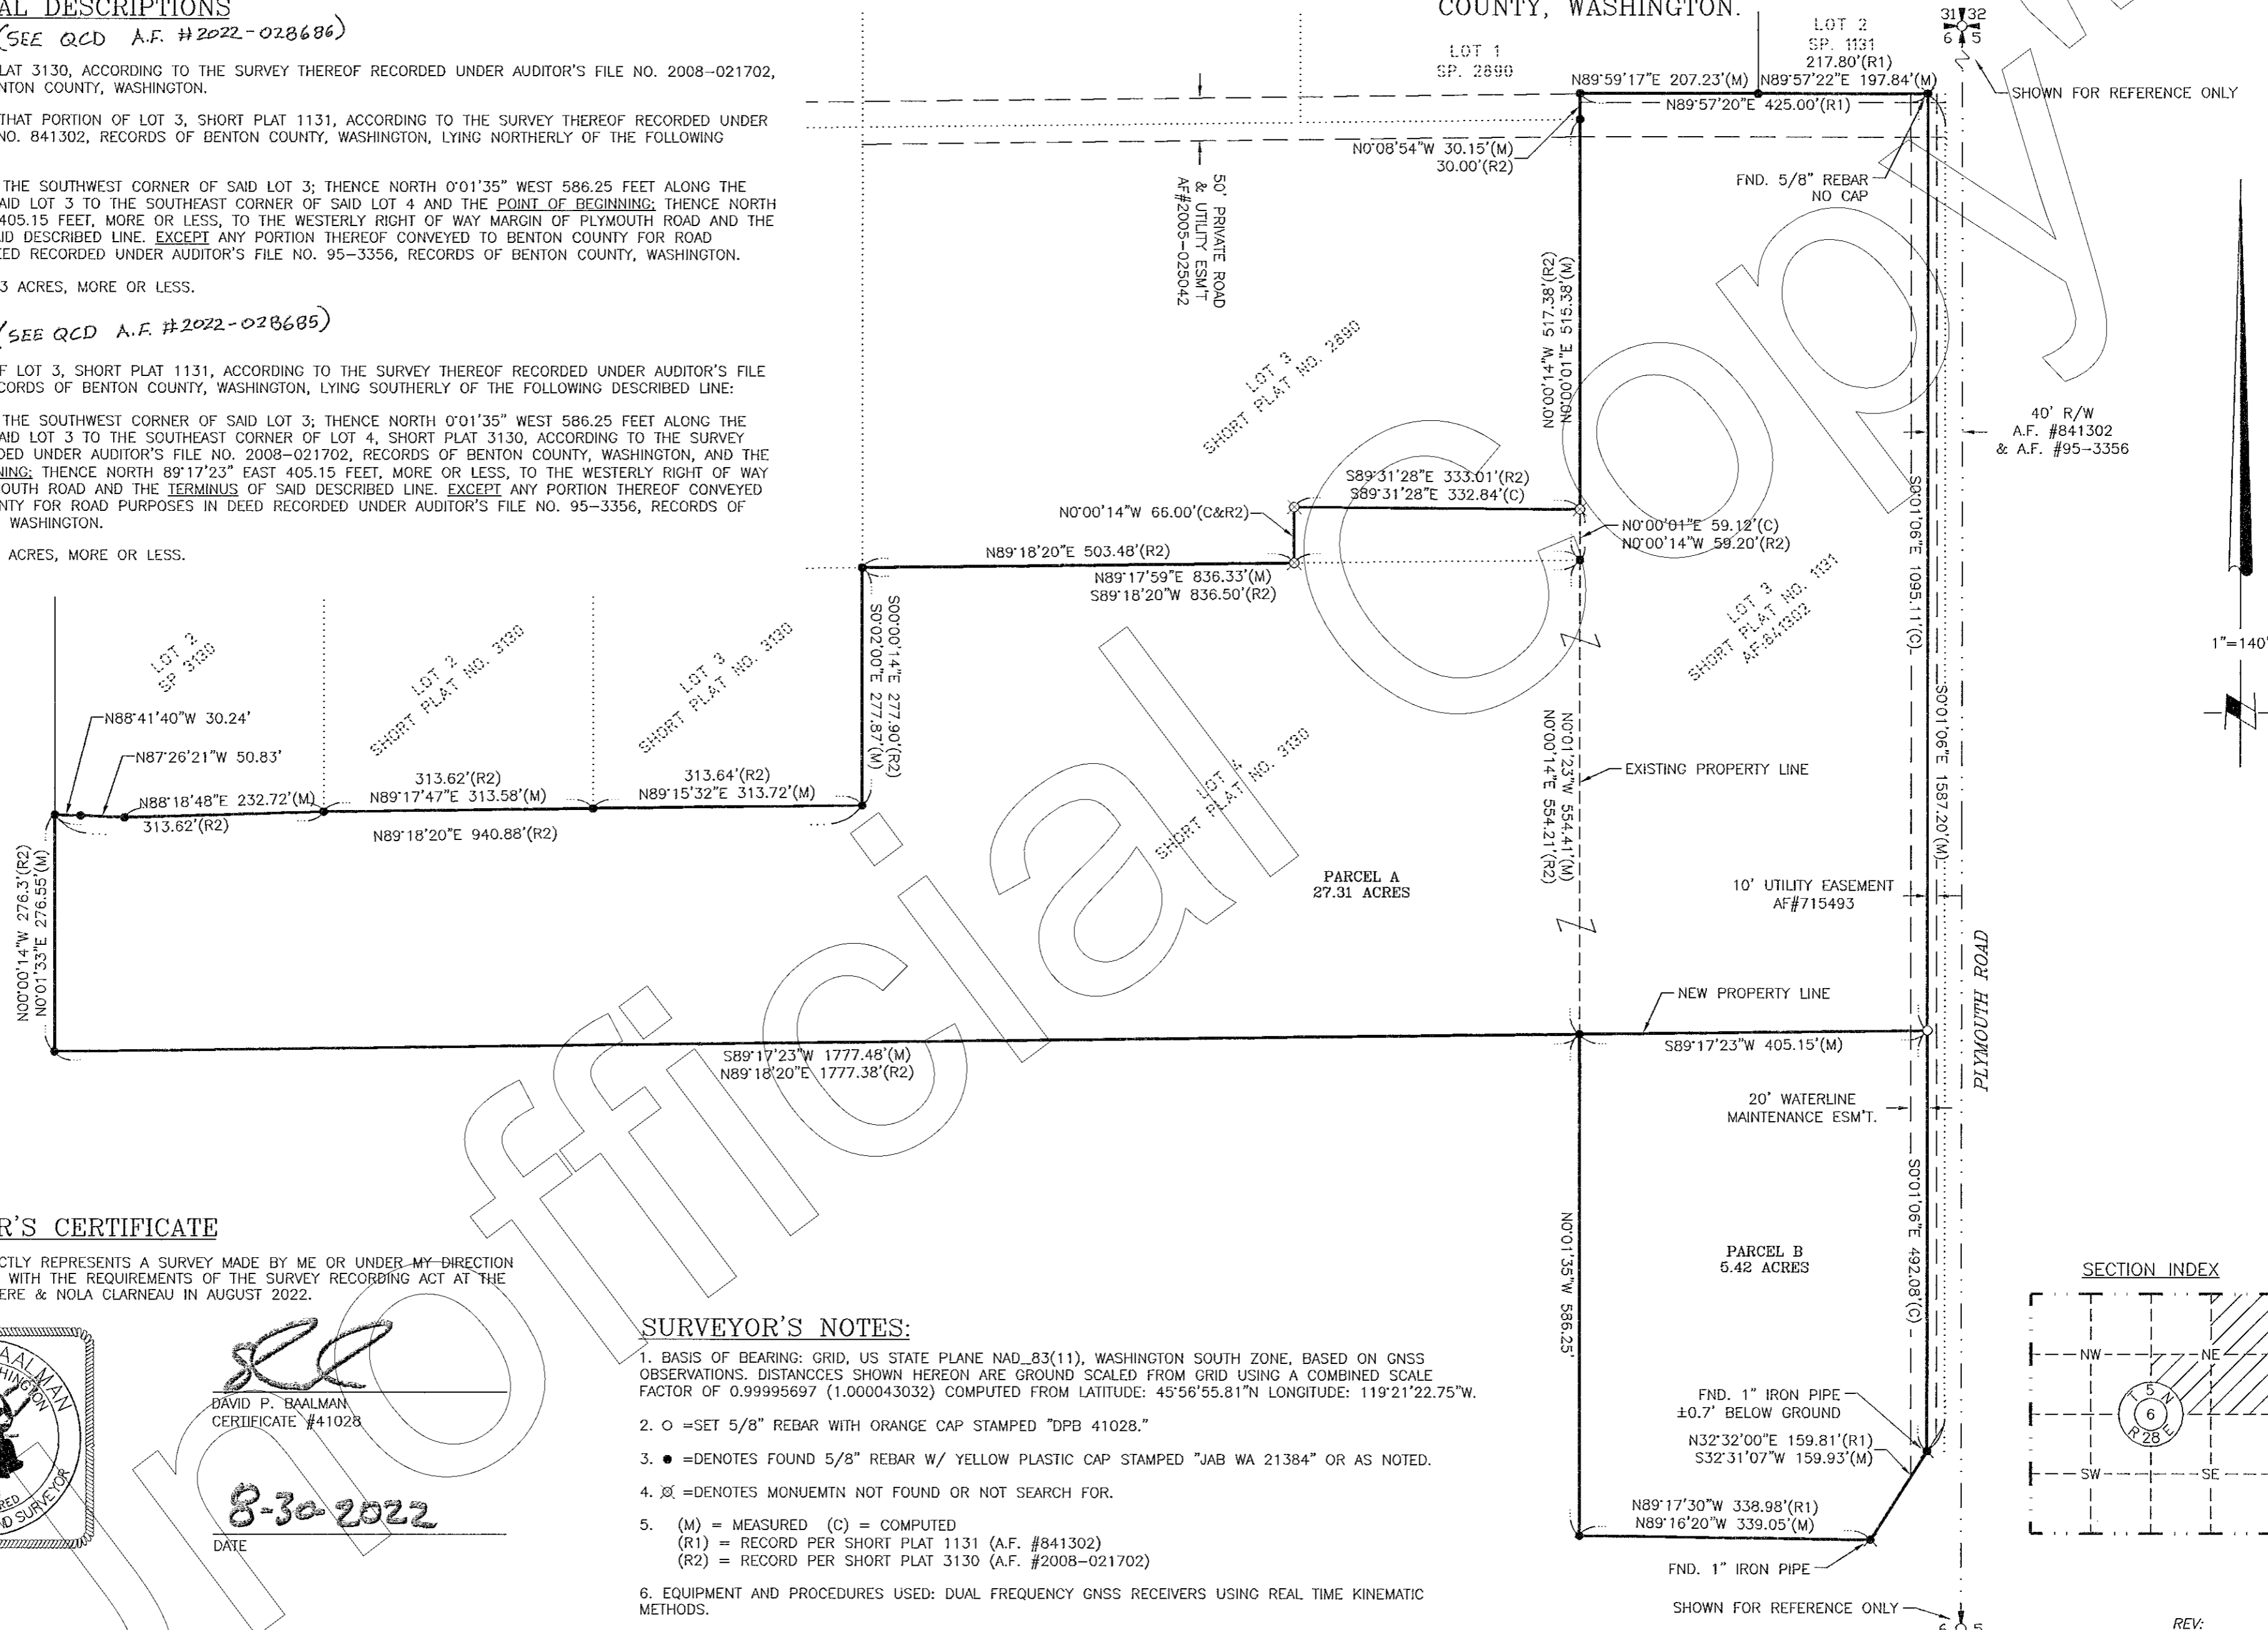 AL DESCRIPTIONS
(SEE QCD A.F. #2022-028686)
LAT 3130, ACCORDING TO THE SURVEY THEREOF RECORDED UNDER AUDITOR'S FILE NO. 2008-021702,
NTON COUNTY, WASHINGTON.
THAT PORTION OF LOT 3, SHORT PLAT 1131, ACCORDING TO THE SURVEY THEREOF RECORDED UNDER
NO. 841302, RECORDS OF BENTON COUNTY, WASHINGTON, LYING NORTHERLY OF THE FOLLOWING
THE SOUTHWEST CORNER OF SAID LOT 3; THENCE NORTH 0°01'35" WEST 586.25 FEET ALONG THE
AID LOT 3 TO THE SOUTHEAST CORNER OF SAID LOT 4 AND THE POINT OF BEGINNING; THENCE NORTH
405.15 FEET, MORE OR LESS, TO THE WESTERLY RIGHT OF WAY MARGIN OF PLYMOUTH ROAD AND THE
ID DESCRIBED LINE. EXCEPT ANY PORTION THEREOF CONVEYED TO BENTON COUNTY FOR ROAD
EED RECORDED UNDER AUDITOR'S FILE NO. 95-3356, RECORDS OF BENTON COUNTY, WASHINGTON.
3 ACRES, MORE OR LESS.
(SEE QCD A.F. #2022-028685)
F LOT 3, SHORT PLAT 1131, ACCORDING TO THE SURVEY THEREOF RECORDED UNDER AUDITOR'S FILE
CORDS OF BENTON COUNTY, WASHINGTON, LYING SOUTHERLY OF THE FOLLOWING DESCRIBED LINE:
THE SOUTHWEST CORNER OF SAID LOT 3; THENCE NORTH 0°01'35" WEST 586.25 FEET ALONG THE
AID LOT 3 TO THE SOUTHEAST CORNER OF LOT 4, SHORT PLAT 3130, ACCORDING TO THE SURVEY
DED UNDER AUDITOR'S FILE NO. 2008-021702, RECORDS OF BENTON COUNTY, WASHINGTON, AND THE
NING; THENCE NORTH 89°17'23" EAST 405.15 FEET, MORE OR LESS, TO THE WESTERLY RIGHT OF WAY
OUTH ROAD AND THE TERMINUS OF SAID DESCRIBED LINE. EXCEPT ANY PORTION THEREOF CONVEYED
NTY FOR ROAD PURPOSES IN DEED RECORDED UNDER AUDITOR'S FILE NO. 95-3356, RECORDS OF
WASHINGTON.
ACRES, MORE OR LESS.
COUNTY, WASHINGTON.
LOT 1
SP. 2890
LOT 2
SP. 1131
217.80'(R1)
N89°59'17"E 207.23'(M)
N89°57'22"E 197.84'(M)
N89°57'20"E 425.00'(R1)
31 32
6 5
SHOWN FOR REFERENCE ONLY
N0°08'54"W 30.15'(M)
30.00'(R2)
FND. 5/8" REBAR
NO CAP
50' PRIVATE ROAD
& UTILITY ESM'T
AF#2005-025042
N0°00'14"W 517.38'(R2)
N0°00'01"E 515.38'(M)
LOT 3
SHORT PLAT NO. 2890
40' R/W
A.F. #841302
& A.F. #95-3356
S89°31'28"E 333.01'(R2)
S89°31'28"E 332.84'(C)
N0°00'14"W 66.00'(C&R2)
N0°00'01"E 59.12'(C)
N0°00'14"W 59.20'(R2)
S0°01'06"E 1095.1'(C)
N89°18'20"E 503.48'(R2)
N89°17'59"E 836.33'(M)
S89°18'20"W 836.50'(R2)
S00°00'14"E 277.90'(R2)
S0°02'00"E 277.87'(M)
LOT 3
SHORT PLAT NO. 1131
AF.841302
1"=140'
LOT 2
SP 3130
LOT 2
SHORT PLAT NO. 3130
LOT 3
SHORT PLAT NO. 3130
LOT 4
SHORT PLAT NO. 3130
S0°01'06"E 1587.20'(M)
N88°41'40"W 30.24'
N87°26'21"W 50.83'
N88°18'48"E 232.72'(M)
313.62'(R2)
313.62'(R2)
N89°17'47"E 313.58'(M)
313.64'(R2)
N89°15'32"E 313.72'(M)
N89°18'20"E 940.88'(R2)
N0°01'23"W 554.41'(M)
N0°00'14"E 554.21'(R2)
EXISTING PROPERTY LINE
N00°00'14"W 276.3'(R2)
N0°01'33"E 276.55'(M)
PARCEL A
27.31 ACRES
10' UTILITY EASEMENT
AF#715493
PLYMOUTH ROAD
NEW PROPERTY LINE
S89°17'23"W 1777.48'(M)
N89°18'20"E 1777.38'(R2)
S89°17'23"W 405.15'(M)
20' WATERLINE
MAINTENANCE ESM'T.
S0°01'06"E 492.08'(C)
N0°01'35"W 586.25'
PARCEL B
5.42 ACRES
R'S CERTIFICATE
CTLY REPRESENTS A SURVEY MADE BY ME OR UNDER MY DIRECTION
WITH THE REQUIREMENTS OF THE SURVEY RECORDING ACT AT THE
ERE & NOLA CLARNEAU IN AUGUST 2022.
DAVID P. BAALMAN
CERTIFICATE #41028
8-30-2022
DATE
AALMAN
HINGTON
RED
ND SURVEYOR
SURVEYOR'S NOTES:
1. BASIS OF BEARING: GRID, US STATE PLANE NAD_83(11), WASHINGTON SOUTH ZONE, BASED ON GNSS
OBSERVATIONS. DISTANCCES SHOWN HEREON ARE GROUND SCALED FROM GRID USING A COMBINED SCALE
FACTOR OF 0.99995697 (1.000043032) COMPUTED FROM LATITUDE: 45°56'55.81"N LONGITUDE: 119°21'22.75"W.
2. O =SET 5/8" REBAR WITH ORANGE CAP STAMPED "DPB 41028."
3. ● =DENOTES FOUND 5/8" REBAR W/ YELLOW PLASTIC CAP STAMPED "JAB WA 21384" OR AS NOTED.
4. =DENOTES MONUEMTN NOT FOUND OR NOT SEARCH FOR.
5. (M) = MEASURED (C) = COMPUTED
(R1) = RECORD PER SHORT PLAT 1131 (A.F. #841302)
(R2) = RECORD PER SHORT PLAT 3130 (A.F. #2008-021702)
6. EQUIPMENT AND PROCEDURES USED: DUAL FREQUENCY GNSS RECEIVERS USING REAL TIME KINEMATIC
METHODS.
FND. 1" IRON PIPE
±0.7' BELOW GROUND
N32°32'00"E 159.81'(R1)
S32°31'07"W 159.93'(M)
N89°17'30"W 338.98'(R1)
N89°16'20"W 339.05'(M)
FND. 1" IRON PIPE
SHOWN FOR REFERENCE ONLY
6 5
SECTION INDEX
NW
NE
T 5 N
6
R 28 E
SW
SE
REV:
nofficial Copy